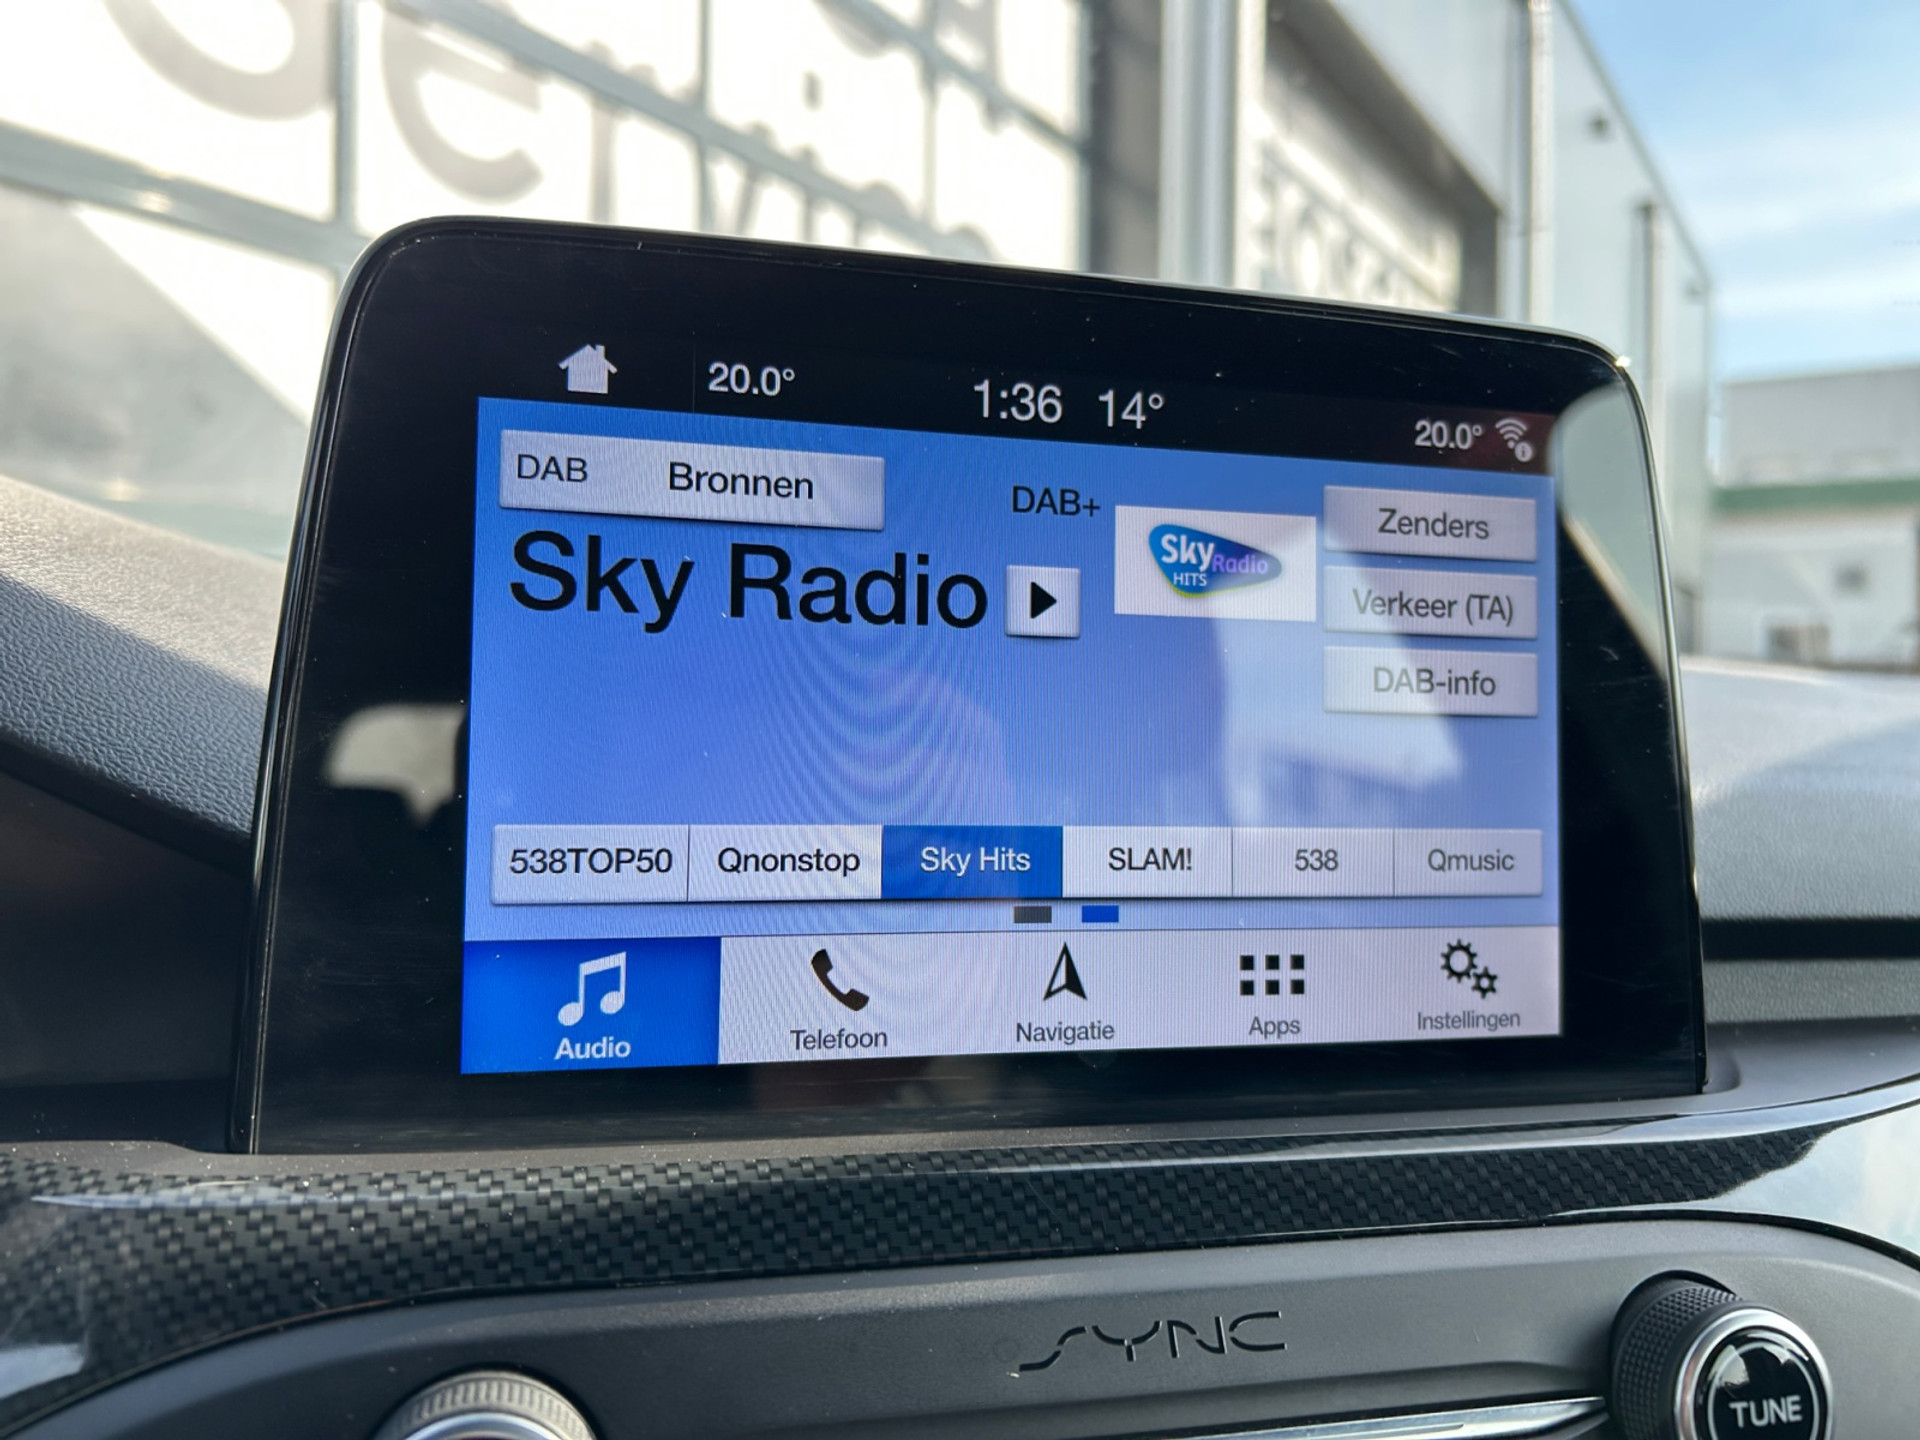 20.0° 1:36 14° 20.0°
DAB Bronnen
DAB+
Sky Radio
HITS
Zenders
Sky Radio
Verkeer (TA)
DAB-info
538TOP50 Qnonstop Sky Hits SLAM! 538 Qmusic
Audio Telefoon Navigatie Apps Instellingen
SYNC
TUNE